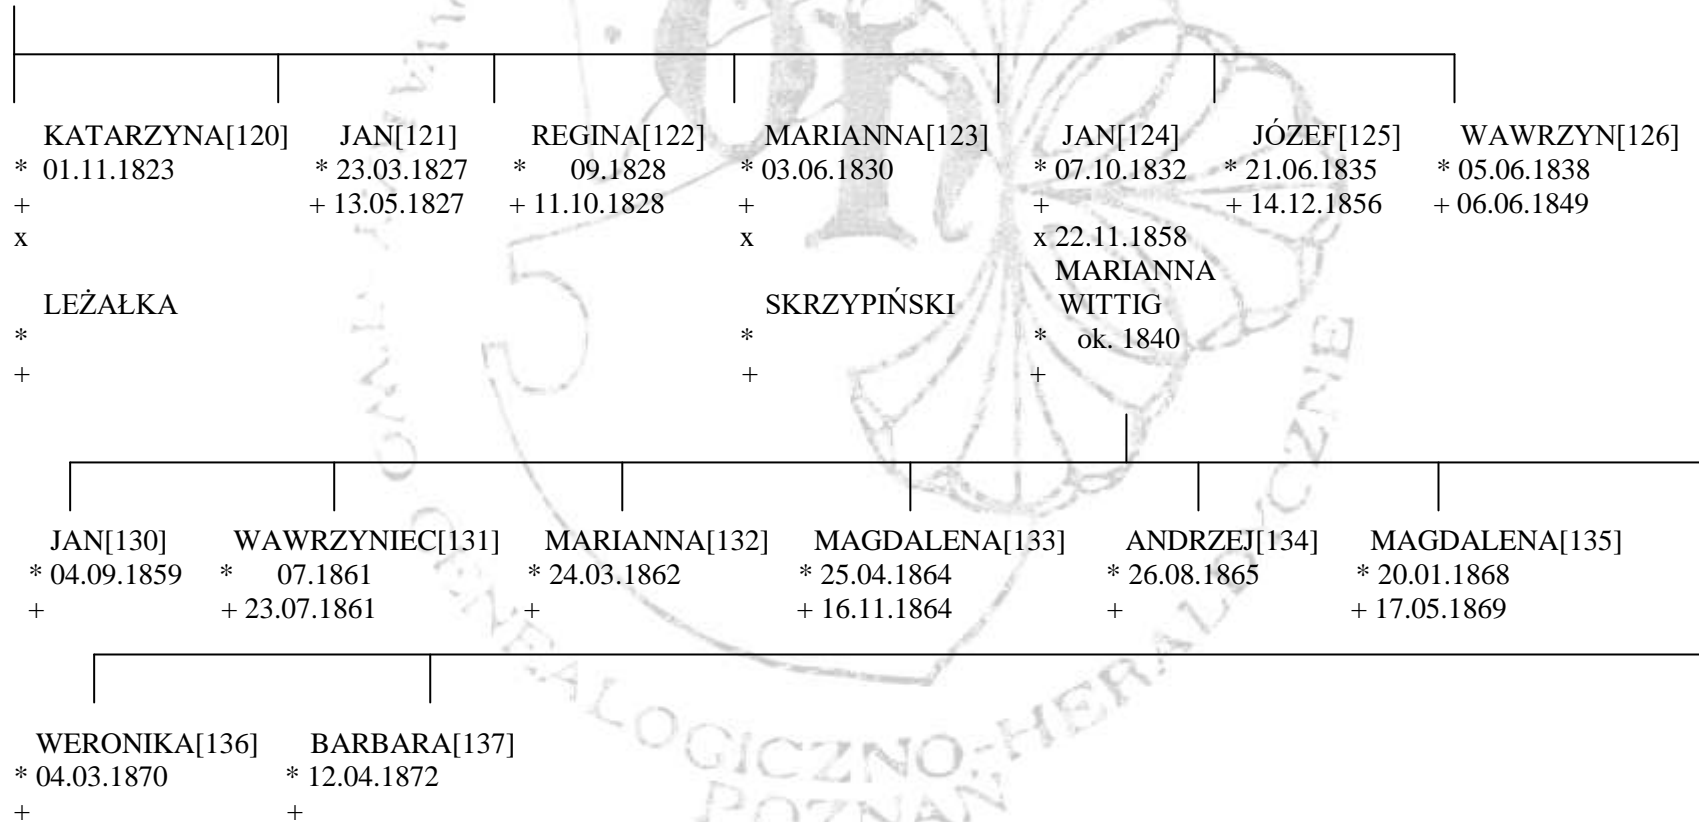 KATARZYNA[120] JAN[121] REGINA[122] MARIANNA[123] JAN[124] JÓZEF[125] WAWRZYN[126]
* 01.11.1823 * 23.03.1827 * 09.1828 * 03.06.1830 * 07.10.1832 * 21.06.1835 * 05.06.1838
+ + 13.05.1827 + 11.10.1828 + + + 14.12.1856 + 06.06.1849
x x x 22.11.1858
MARIANNA
LEŻAŁKA SKRZYPIŃSKI WITTIG
* * * ok. 1840
+ + +
JAN[130] WAWRZYNIEC[131] MARIANNA[132] MAGDALENA[133] ANDRZEJ[134] MAGDALENA[135]
* 04.09.1859 * 07.1861 * 24.03.1862 * 25.04.1864 * 26.08.1865 * 20.01.1868
+ + 23.07.1861 + + 16.11.1864 + + 17.05.1869
WERONIKA[136] BARBARA[137]
* 04.03.1870 * 12.04.1872
+ +
GENEALOGICZNO-HERALDYCZNE
POZNAŃ